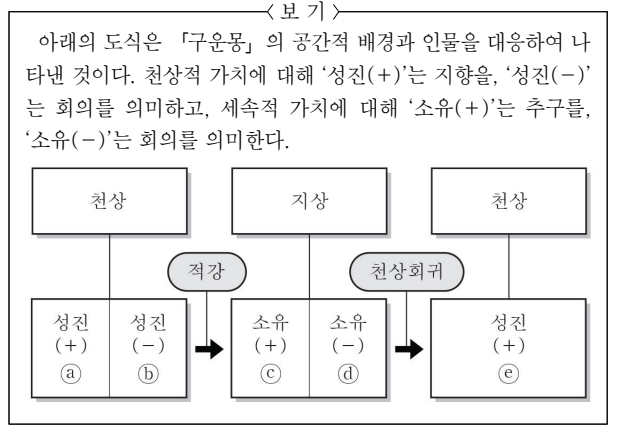 〈보 기〉
아래의 도식은 「구운몽」의 공간적 배경과 인물을 대응하여 나
타낸 것이다. 천상적 가치에 대해 ‘성진(+)’는 지향을, ‘성진(-)’
는 회의를 의미하고, 세속적 가치에 대해 ‘소유(+)’는 추구를,
‘소유(-)’는 회의를 의미한다.
천상 지상 천상
적강 천상회귀
성진 성진 소유 소유 성진
(+) (-) (+) (-) (+)
ⓐ ⓑ ⓒ ⓓ ⓔ